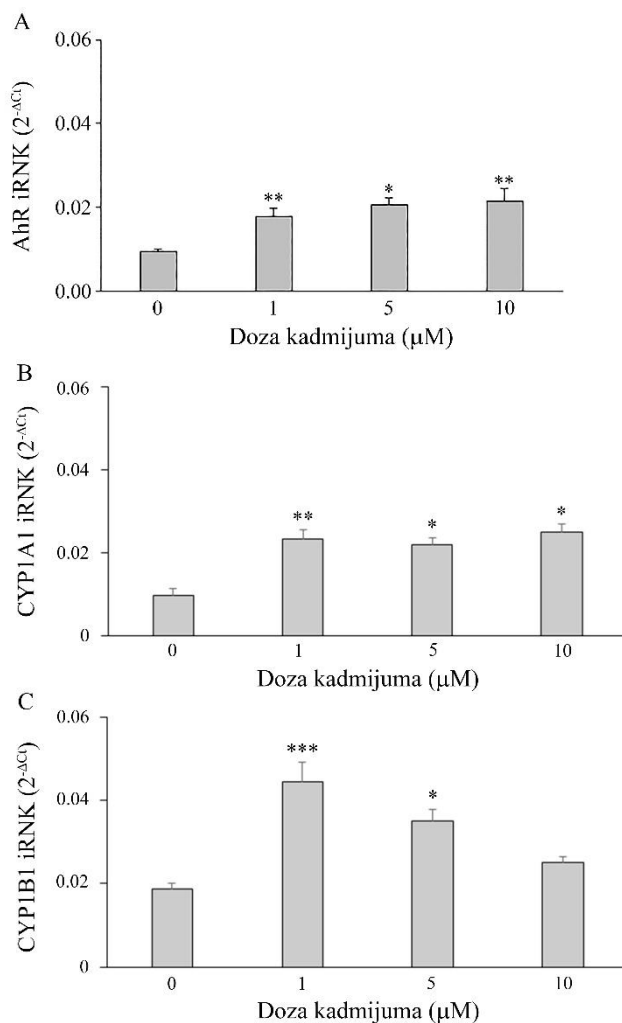 A
AhR iRNK (2-ΔCt)
0.06
0.04
0.02
0.00
** * **
0 1 5 10
Doza kadmijuma (μM)
B
CYP1A1 iRNK (2-ΔCt)
0.06
0.04
0.02
0
** * *
0 1 5 10
Doza kadmijuma (μM)
C
CYP1B1 iRNK (2-ΔCt)
0.06
0.04
0.02
0
*** *
0 1 5 10
Doza kadmijuma (μM)